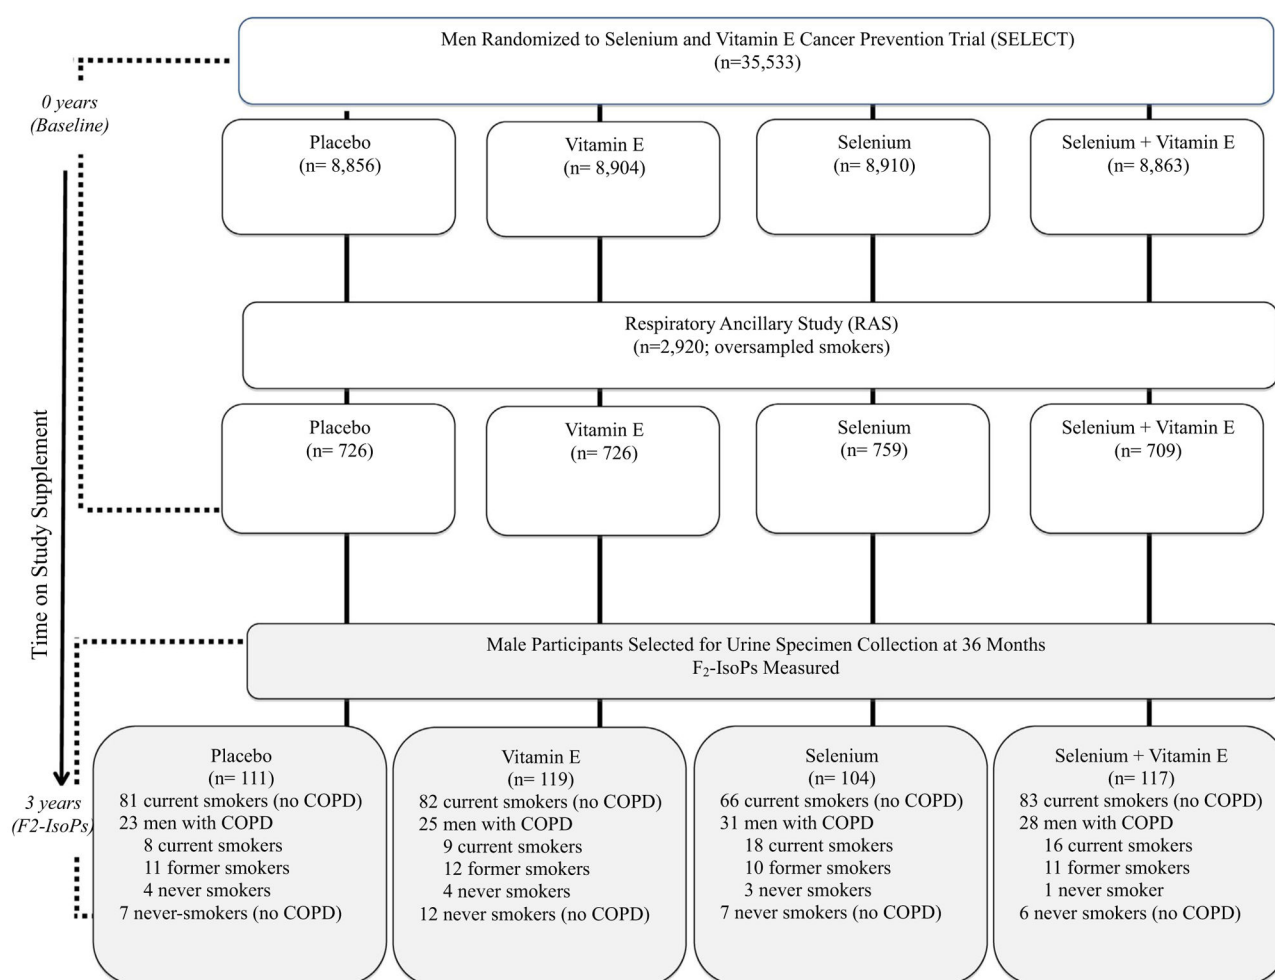 Men Randomized to Selenium and Vitamin E Cancer Prevention Trial (SELECT)
(n=35,533)
0 years
(Baseline)
Placebo
(n= 8,856)
Vitamin E
(n= 8,904)
Selenium
(n= 8,910)
Selenium + Vitamin E
(n= 8,863)
Respiratory Ancillary Study (RAS)
(n=2,920; oversampled smokers)
Placebo
(n= 726)
Vitamin E
(n= 726)
Selenium
(n= 759)
Selenium + Vitamin E
(n= 709)
Time on Study Supplement
Male Participants Selected for Urine Specimen Collection at 36 Months
F₂-IsoPs Measured
3 years
(F2-IsoPs)
Placebo
(n= 111)
81 current smokers (no COPD)
23 men with COPD
8 current smokers
11 former smokers
4 never smokers
7 never-smokers (no COPD)
Vitamin E
(n= 119)
82 current smokers (no COPD)
25 men with COPD
9 current smokers
12 former smokers
4 never smokers
12 never smokers (no COPD)
Selenium
(n= 104)
66 current smokers (no COPD)
31 men with COPD
18 current smokers
10 former smokers
3 never smokers
7 never smokers (no COPD)
Selenium + Vitamin E
(n= 117)
83 current smokers (no COPD)
28 men with COPD
16 current smokers
11 former smokers
1 never smoker
6 never smokers (no COPD)